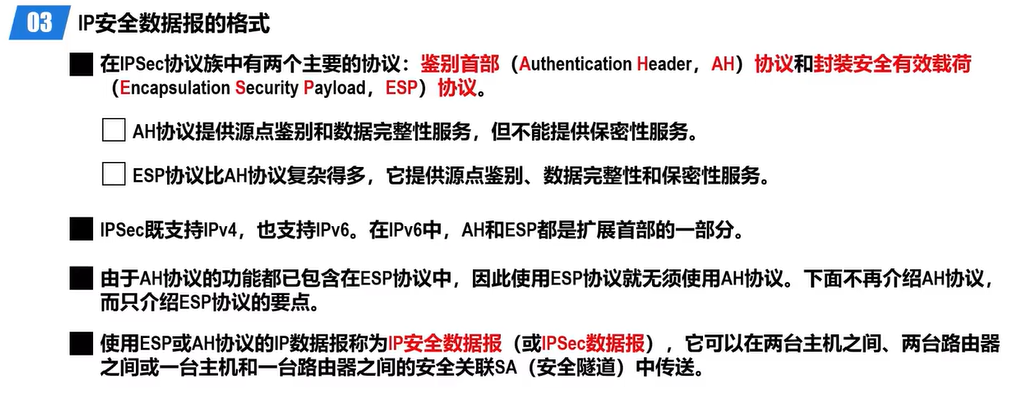 03 IP安全数据报的格式
在IPSec协议族中有两个主要的协议：鉴别首部（Authentication Header，AH）协议和封装安全有效载荷
（Encapsulation Security Payload，ESP）协议。
AH协议提供源点鉴别和数据完整性服务，但不能提供保密性服务。
ESP协议比AH协议复杂得多，它提供源点鉴别、数据完整性和保密性服务。
IPSec既支持IPv4，也支持IPv6。在IPv6中，AH和ESP都是扩展首部的一部分。
由于AH协议的功能都已包含在ESP协议中，因此使用ESP协议就无须使用AH协议。下面不再介绍AH协议，
而只介绍ESP协议的要点。
使用ESP或AH协议的IP数据报称为IP安全数据报（或IPSec数据报），它可以在两台主机之间、两台路由器
之间或一台主机和一台路由器之间的安全关联SA（安全隧道）中传送。